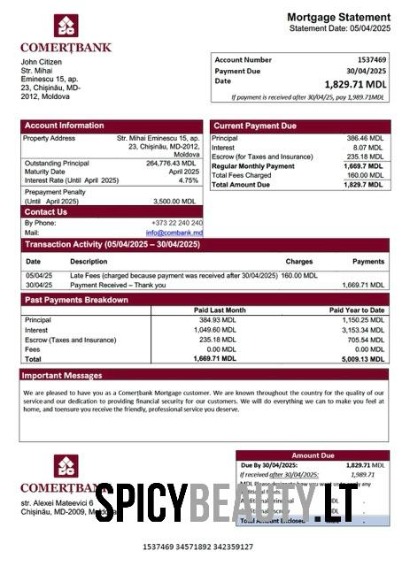 Mortgage Statement
Statement Date: 05/04/2025
COMERȚBANK
John Citizen
Str. Mihai
Eminescu 15, ap.
23, Chișinău, MD-
2012, Moldova
Account Number 1537469
Payment Due 30/04/2025
Date
1,829.71 MDL
If payment is received after 30/04/25, pay 1,989.71MDL
Account Information
Property Address Str. Mihai Eminescu 15, ap.
23, Chișinău, MD-2012,
Moldova
Outstanding Principal 264,776.43 MDL
Maturity Date April 2025
Interest Rate (Until April 2025) 4.75%
Prepayment Penalty
(Until April 2025) 3,500.00 MDL
Contact Us
By Phone: +373 22 240 240
Mail: info@combank.md
Current Payment Due
Principal 386.46 MDL
Interest 8.07 MDL
Escrow (for Taxes and Insurance) 235.18 MDL
Regular Monthly Payment 1,669.7 MDL
Total Fees Charged 160.00 MDL
Total Amount Due 1,829.7 MDL
Transaction Activity (05/04/2025 – 30/04/2025)
Date Description Charges Payments
05/04/25 Late Fees (charged because payment was received after 30/04/2025) 160.00 MDL
30/04/25 Payment Received – Thank you 1,669.71 MDL
Past Payments Breakdown
Paid Last Month Paid Year to Date
Principal 384.93 MDL 1,150.25 MDL
Interest 1,049.60 MDL 3,153.34 MDL
Escrow (Taxes and Insurance) 235.18 MDL 705.54 MDL
Fees 0.00 MDL 0.00 MDL
Total 1,669.71 MDL 5,009.13 MDL
Important Messages
We are pleased to have you as a Comerțbank Mortgage customer. We are known throughout the country for the quality of our
service and our dedication to providing financial security for our customers. We will do everything we can to make you feel at
home, and toensure you receive the friendly, professional service you deserve.
Amount Due
Due By 30/04/2025: 1,829.71 MDL
If received after 30/04/2025: 1,989.71
MDL
COMERȚBANK
str. Alexei Mateevici 6
Chișinău, MD-2009, Moldova
Total Amount Enclosed
SPICYBEAUTY.LT
1537469 34571892 342359127